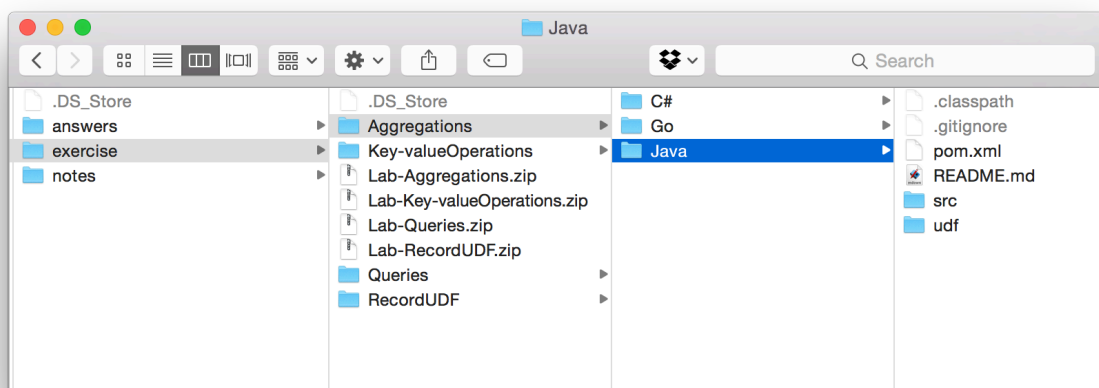 Java
Search
.DS_Store
answers
exercise
notes
.DS_Store
Aggregations
Key-valueOperations
Lab-Aggregations.zip
Lab-Key-valueOperations.zip
Lab-Queries.zip
Lab-RecordUDF.zip
Queries
RecordUDF
C#
Go
Java
.classpath
.gitignore
pom.xml
README.md
src
udf